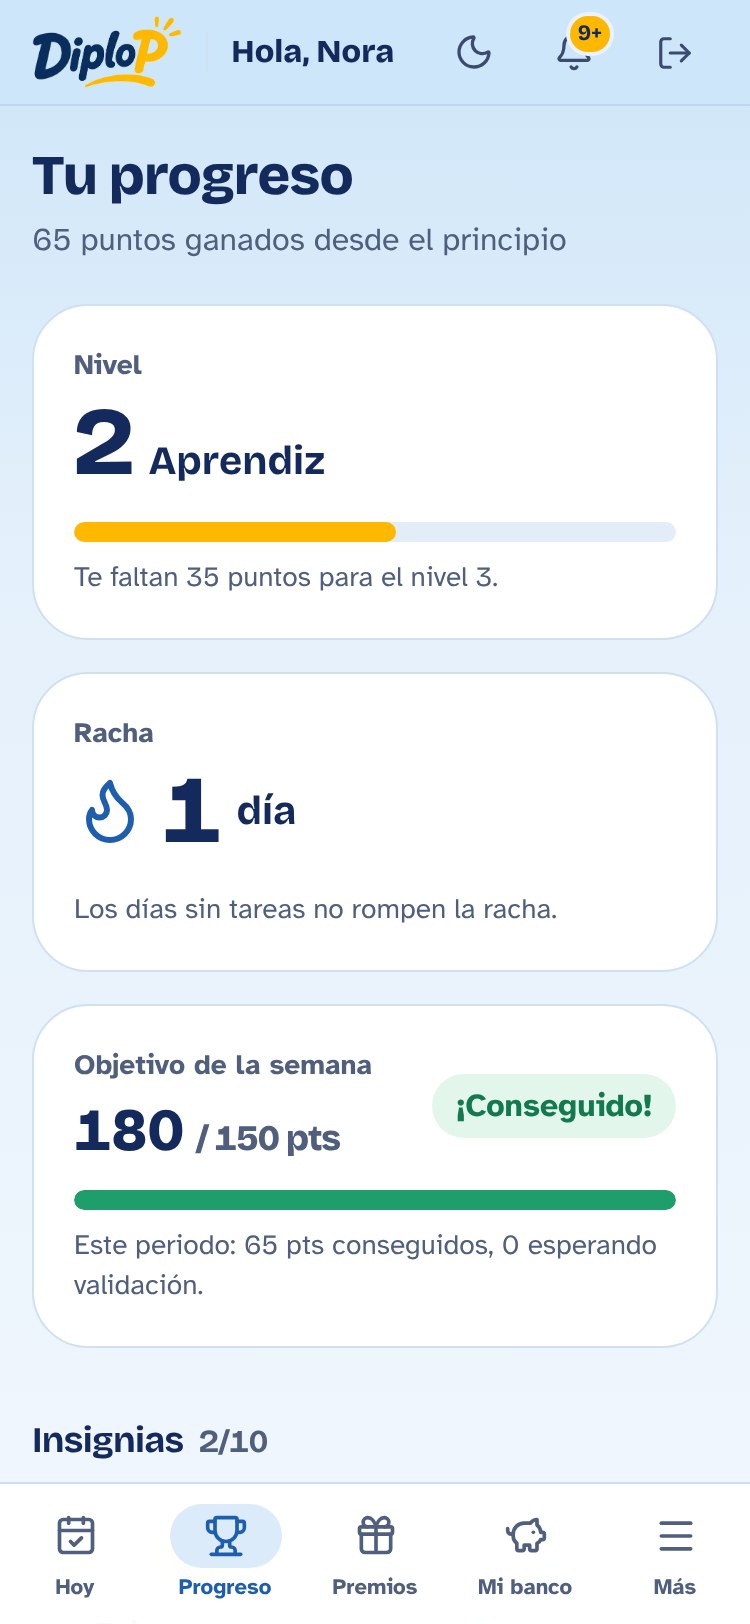 DiploP
Hola, Nora
9+
Tu progreso
65 puntos ganados desde el principio
Nivel
2 Aprendiz
Te faltan 35 puntos para el nivel 3.
Racha
1 día
Los días sin tareas no rompen la racha.
Objetivo de la semana
180 / 150 pts
¡Conseguido!
Este periodo: 65 pts conseguidos, 0 esperando
validación.
Insignias 2/10
Hoy
Progreso
Premios
Mi banco
Más